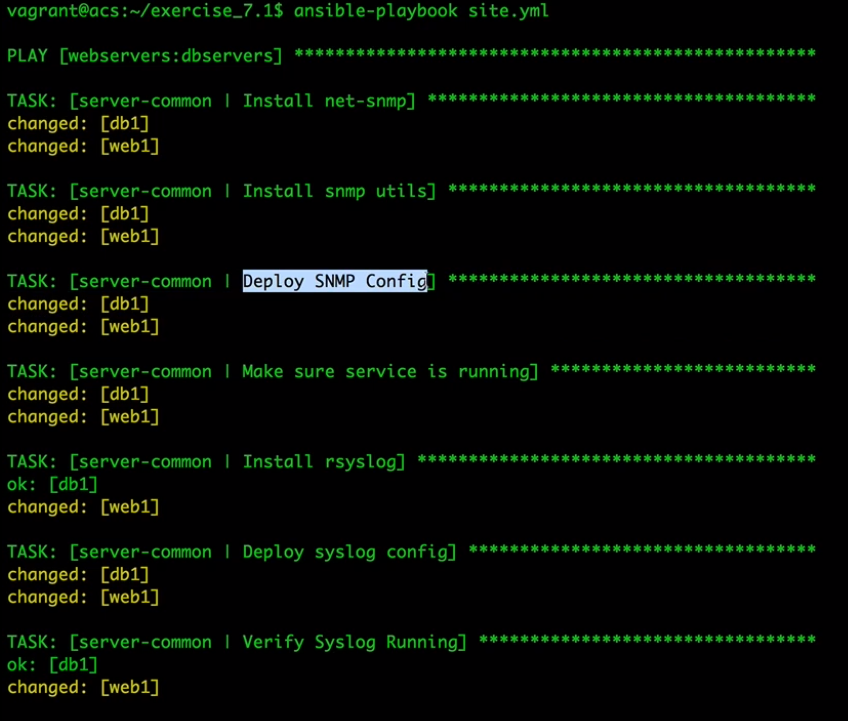 vagrant@acs:~/exercise_7.1$ ansible-playbook site.yml
PLAY [webservers:dbservers] ***************************************************
TASK: [server-common | Install net-snmp] **************************************
changed: [db1]
changed: [web1]
TASK: [server-common | Install snmp utils] ************************************
changed: [db1]
changed: [web1]
TASK: [server-common | Deploy SNMP Config] ************************************
changed: [db1]
changed: [web1]
TASK: [server-common | Make sure service is running] **************************
changed: [db1]
changed: [web1]
TASK: [server-common | Install rsyslog] ***************************************
ok: [db1]
changed: [web1]
TASK: [server-common | Deploy syslog config] **********************************
changed: [db1]
changed: [web1]
TASK: [server-common | Verify Syslog Running] *********************************
ok: [db1]
changed: [web1]